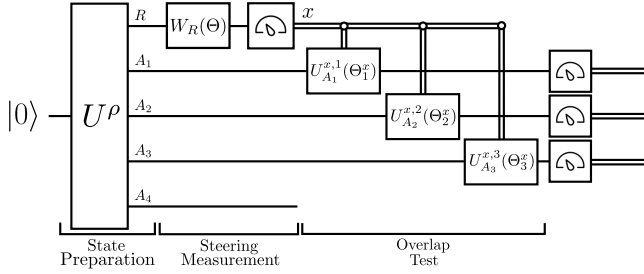 R
W_R(Θ)
x
A_1
U^{x,1}_{A_1}(Θ^x_1)
|0⟩
U^ρ
A_2
U^{x,2}_{A_2}(Θ^x_2)
A_3
U^{x,3}_{A_3}(Θ^x_3)
A_4
State
Preparation
Steering
Measurement
Overlap
Test